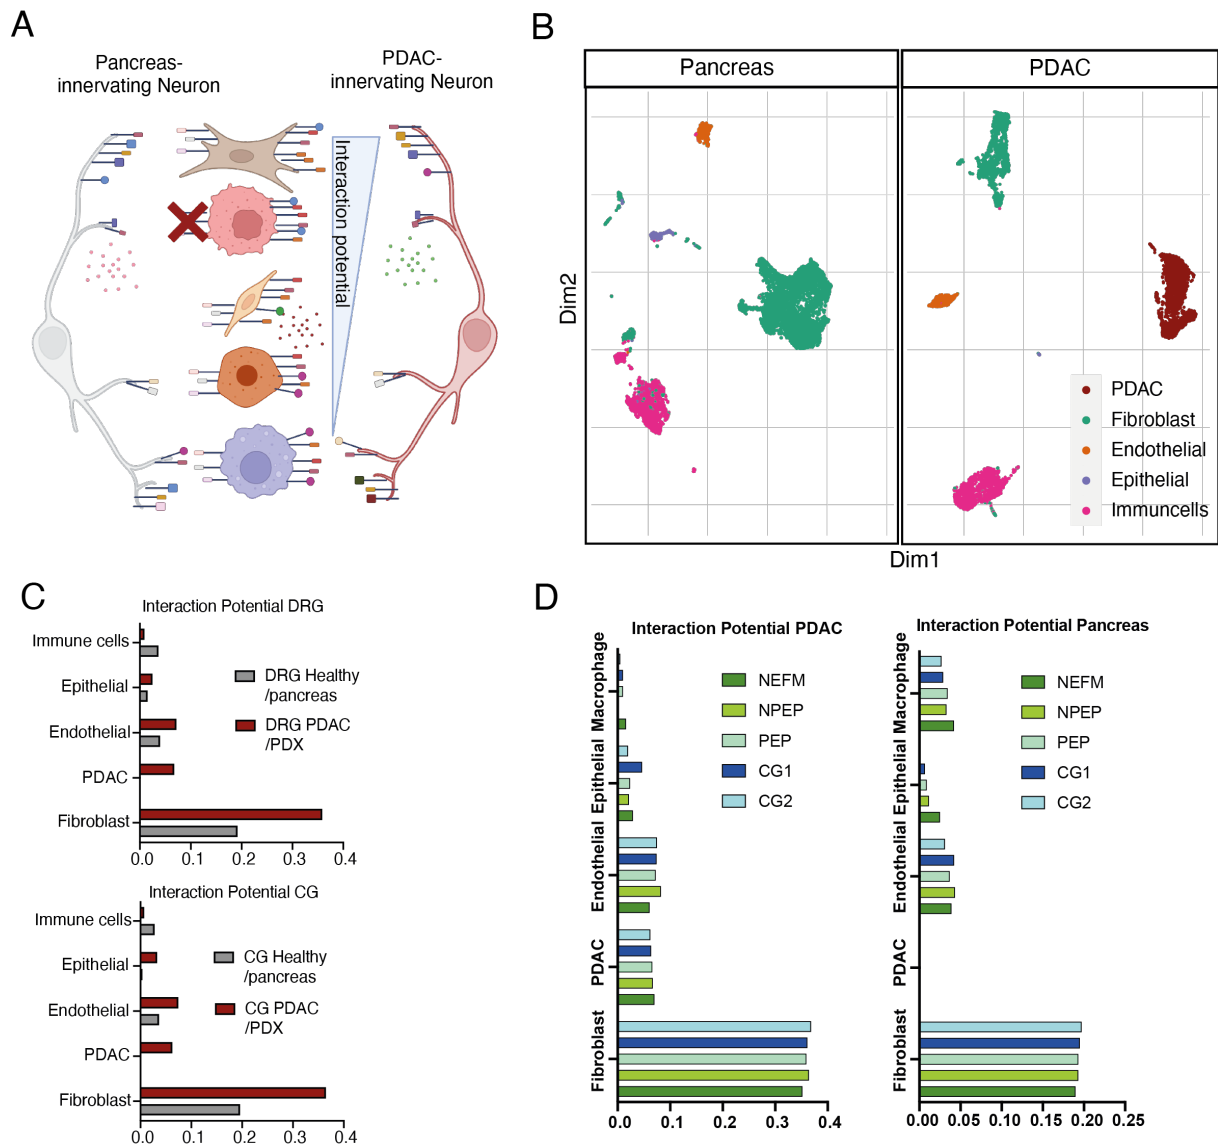 A
Pancreas-
innervating Neuron
PDAC-
innervating Neuron
Interaction potential
B
Pancreas
PDAC
Dim2
Dim1
PDAC
Fibroblast
Endothelial
Epithelial
Immuncells
C
Interaction Potential DRG
Immune cells
Epithelial
Endothelial
PDAC
Fibroblast
DRG Healthy
/pancreas
DRG PDAC
/PDX
0.0 0.1 0.2 0.3 0.4
Interaction Potential CG
Immune cells
Epithelial
Endothelial
PDAC
Fibroblast
CG Healthy
/pancreas
CG PDAC
/PDX
0.0 0.1 0.2 0.3 0.4
D
Interaction Potential PDAC
Macrophage
Epithelial
Endothelial
PDAC
Fibroblast
NEFM
NPEP
PEP
CG1
CG2
0.0 0.1 0.2 0.3 0.4
Interaction Potential Pancreas
Macrophage
Epithelial
Endothelial
PDAC
Fibroblast
NEFM
NPEP
PEP
CG1
CG2
0.00 0.05 0.10 0.15 0.20 0.25